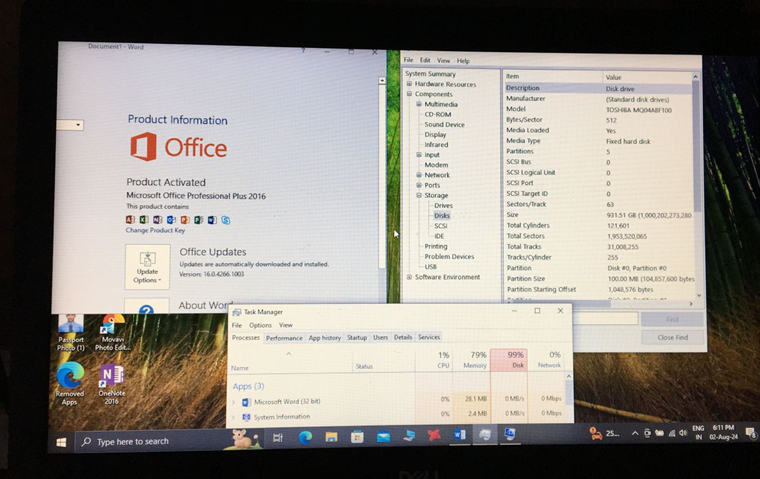 Document1 - Word
Product Information
Office
Product Activated
Microsoft Office Professional Plus 2016
This product contains
Change Product Key
Update
Options
Office Updates
Updates are automatically downloaded and installed.
Version: 16.0.4266.1003
About Word
File Edit View Help
System Summary
Hardware Resources
Components
Multimedia
CD-ROM
Sound Device
Display
Infrared
Input
Modem
Network
Ports
Storage
Drives
Disks
SCSI
IDE
Printing
Problem Devices
USB
Software Environment
Item Value
Description Disk drive
Manufacturer (Standard disk drives)
Model TOSHIBA MQ04ABF100
Bytes/Sector 512
Media Loaded Yes
Media Type Fixed hard disk
Partitions 5
SCSI Bus 0
SCSI Logical Unit 0
SCSI Port 0
SCSI Target ID 0
Sectors/Track 63
Size 931.51 GB (1,000,202,273,280
Total Cylinders 121,601
Total Sectors 1,953,520,065
Total Tracks 31,008,255
Tracks/Cylinder 255
Partition Disk #0, Partition #0
Partition Size 100.00 MB (104,857,600 bytes
Partition Starting Offset 1,048,576 bytes
Find
Close Find
Passport
Photo (1)
Movavi
Photo Edit...
Removed
Apps
OneNote
2016
Task Manager
File Options View
Processes Performance App history Startup Users Details Services
1% 79% 99% 0%
Name Status CPU Memory Disk Network
Apps (3)
Microsoft Word (32 bit) 0% 28.1 MB 0 MB/s 0 Mbps
System Information 0% 2.4 MB 0 MB/s 0 Mbps
Type here to search
25...
ENG
IN
6:11 PM
02-Aug-24
DELL